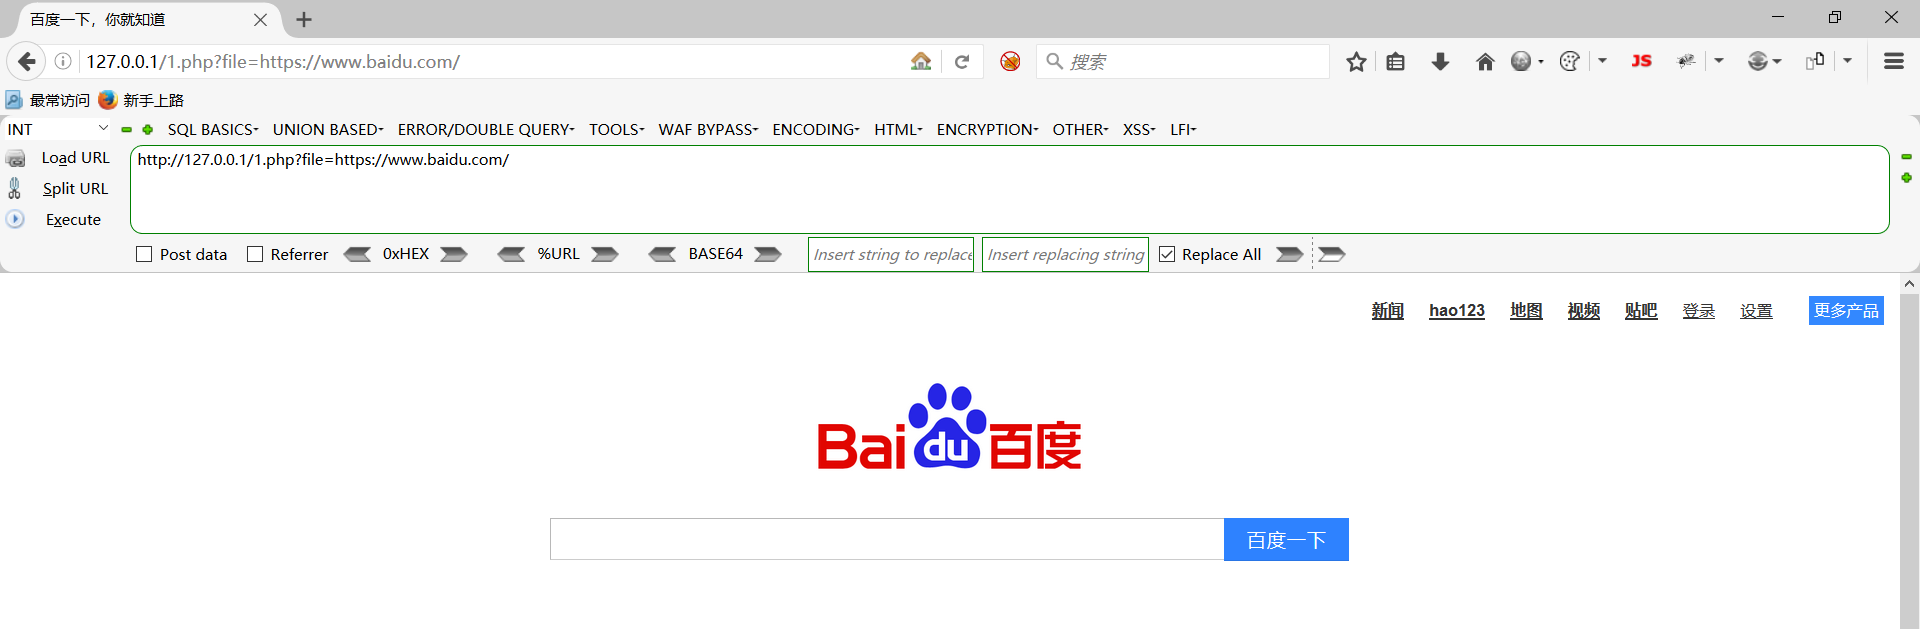 百度一下，你就知道
127.0.0.1/1.php?file=https://www.baidu.com/
搜索
JS
最常访问 新手上路
INT SQL BASICS UNION BASED ERROR/DOUBLE QUERY TOOLS WAF BYPASS ENCODING HTML ENCRYPTION OTHER XSS LFI
Load URL http://127.0.0.1/1.php?file=https://www.baidu.com/
Split URL
Execute
Post data Referrer 0xHEX %URL BASE64 Insert string to replace Insert replacing string Replace All
新闻 hao123 地图 视频 贴吧 登录 设置 更多产品
Bai du 百度
百度一下